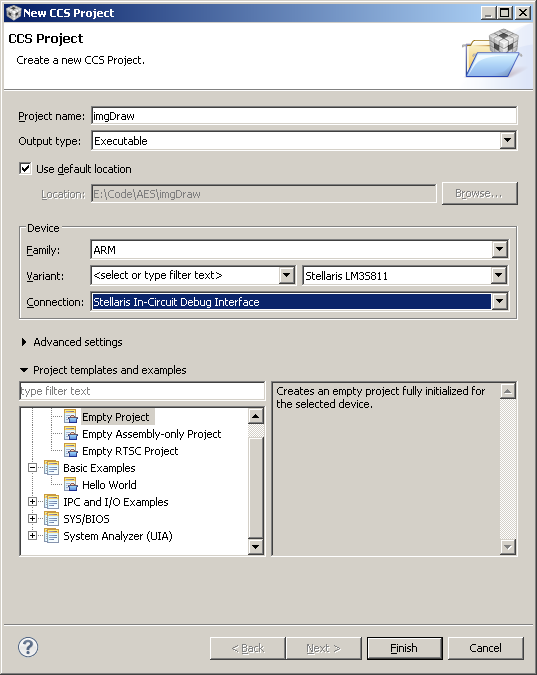 New CCS Project
CCS Project
Create a new CCS Project.
Project name: imgDraw
Output type: Executable
Use default location
Location: E:\Code\AES\imgDraw Browse...
Device
Family: ARM
Variant: <select or type filter text> Stellaris LM3S811
Connection: Stellaris In-Circuit Debug Interface
Advanced settings
Project templates and examples
type filter text
Creates an empty project fully initialized for
the selected device.
Empty Project
Empty Assembly-only Project
Empty RTSC Project
Basic Examples
Hello World
IPC and I/O Examples
SYS/BIOS
System Analyzer (UIA)
? < Back Next > Finish Cancel